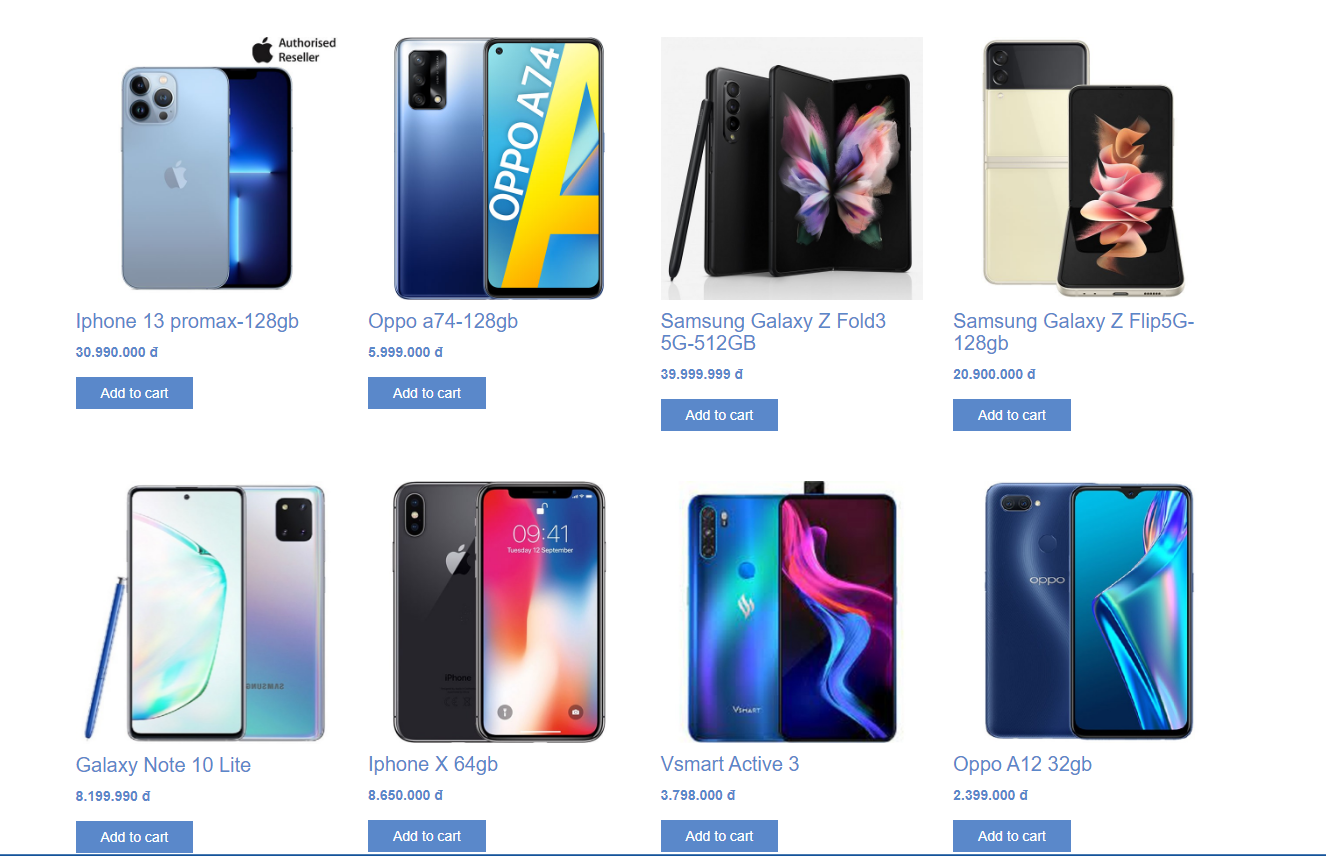 Authorised
Reseller
OPPO A74
Iphone 13 promax-128gb
30.990.000 đ
Add to cart
Oppo a74-128gb
5.999.000 đ
Add to cart
Samsung Galaxy Z Fold3
5G-512GB
39.999.999 đ
Add to cart
Samsung Galaxy Z Flip5G-
128gb
20.900.000 đ
Add to cart
SAMSUNG
09:41
Tuesday 12 September
iPhone
VSMART
oppo
Galaxy Note 10 Lite
8.199.990 đ
Add to cart
Iphone X 64gb
8.650.000 đ
Add to cart
Vsmart Active 3
3.798.000 đ
Add to cart
Oppo A12 32gb
2.399.000 đ
Add to cart